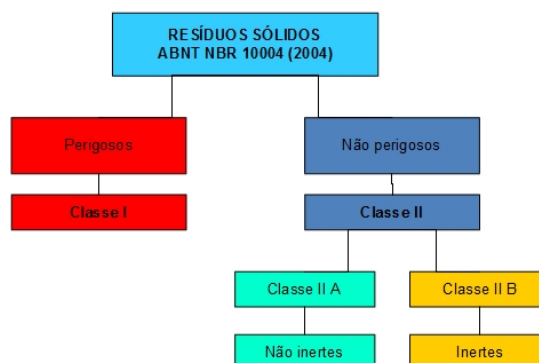 RESÍDUOS SÓLIDOS
ABNT NBR 10004 (2004)
Perigosos
Não perigosos
Classe I
Classe II
Classe II A
Classe II B
Não inertes
Inertes